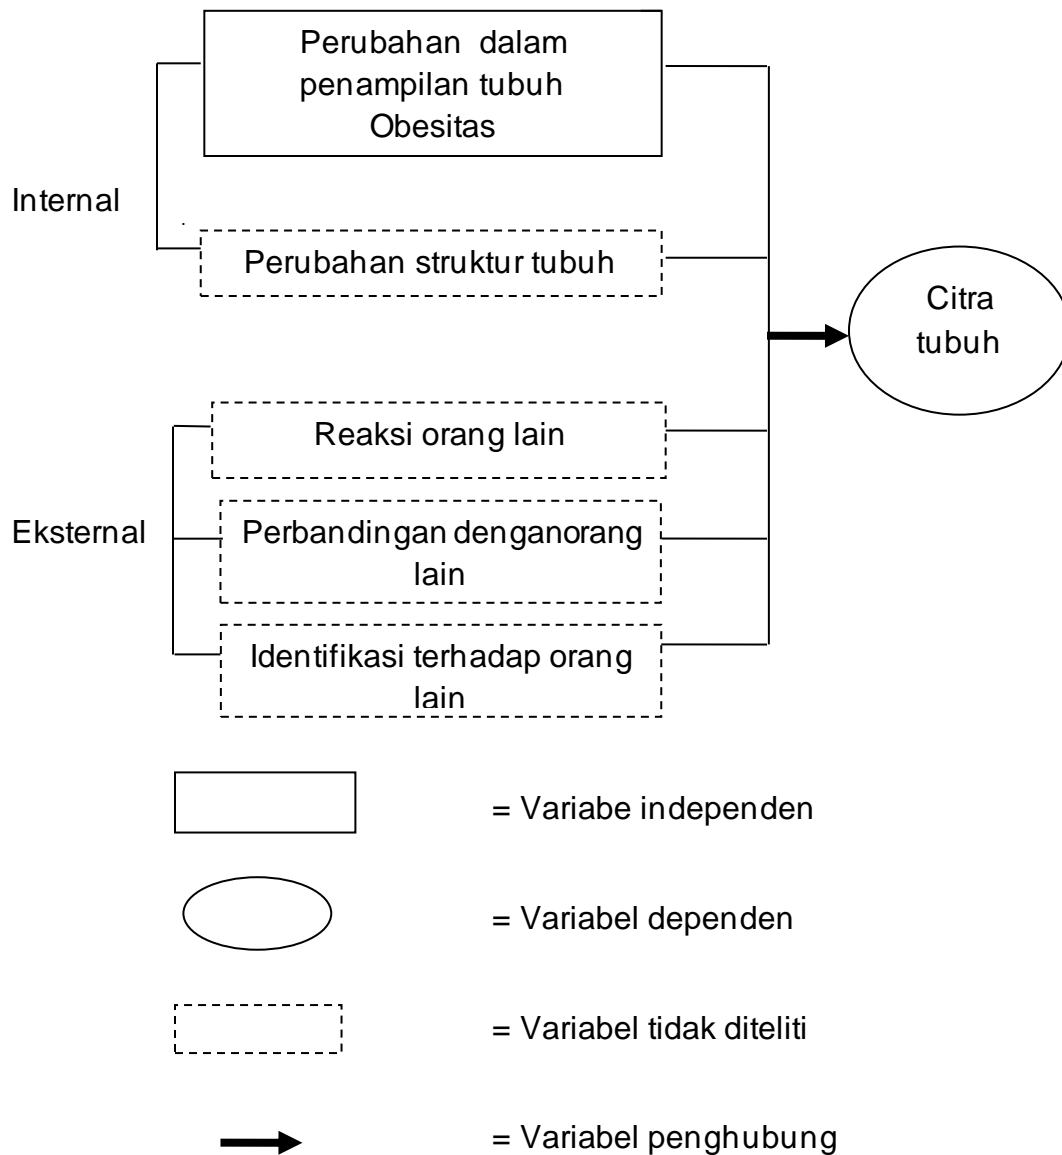 Perubahan dalam
penampilan tubuh
Obesitas
Internal
Perubahan struktur tubuh
Citra
tubuh
Reaksi orang lain
Eksternal
Perbandingan denganorang
lain
Identifikasi terhadap orang
lain
= Variabe independen
= Variabel dependen
= Variabel tidak diteliti
= Variabel penghubung